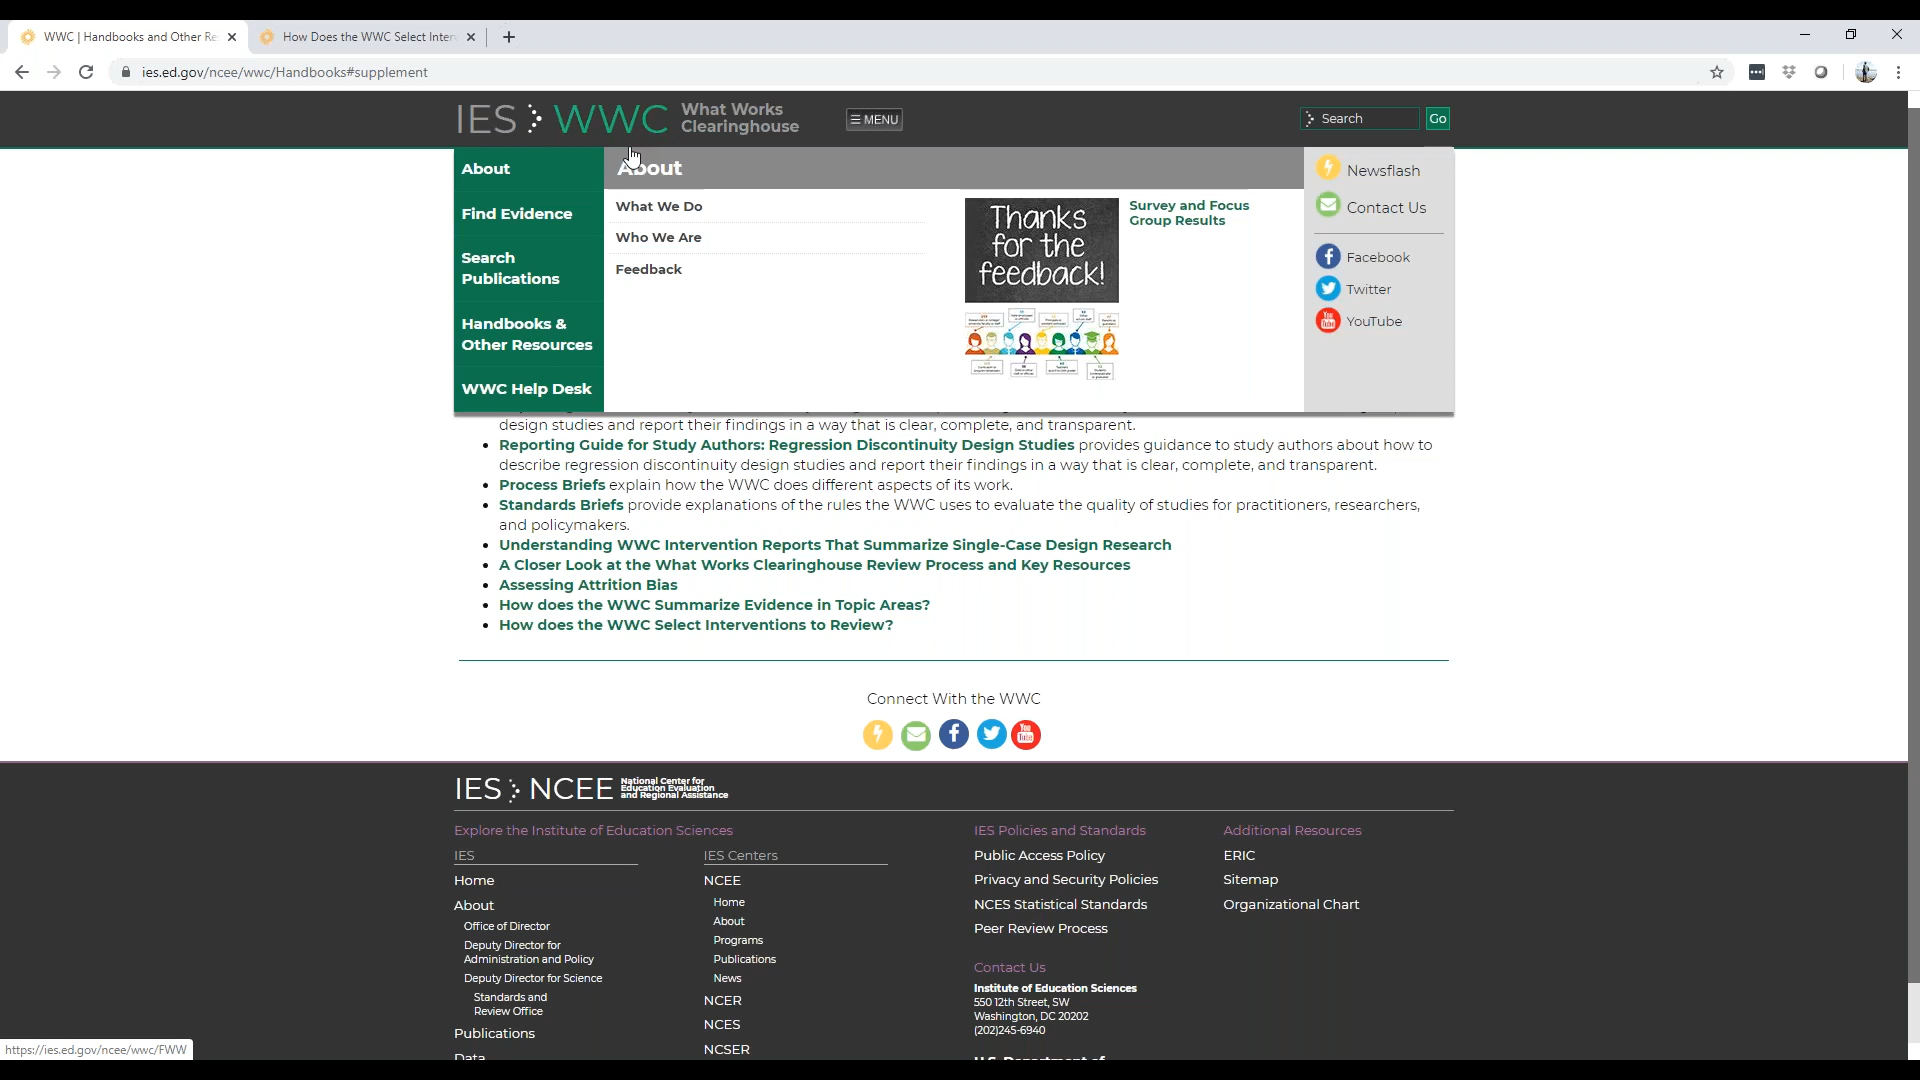 WWC | Handbooks and Other Re
How Does the WWC Select Inter
ies.ed.gov/ncee/wwc/Handbooks#supplement
IES WWC What Works Clearinghouse
☰ MENU
Search
Go
About
Find Evidence
Search
Publications
Handbooks &
Other Resources
WWC Help Desk
About
What We Do
Who We Are
Feedback
Thanks
for the
feedback!
Survey and Focus
Group Results
Newsflash
Contact Us
Facebook
Twitter
YouTube
design studies and report their findings in a way that is clear, complete, and transparent.
• Reporting Guide for Study Authors: Regression Discontinuity Design Studies provides guidance to study authors about how to
describe regression discontinuity design studies and report their findings in a way that is clear, complete, and transparent.
• Process Briefs explain how the WWC does different aspects of its work.
• Standards Briefs provide explanations of the rules the WWC uses to evaluate the quality of studies for practitioners, researchers,
and policymakers.
• Understanding WWC Intervention Reports That Summarize Single-Case Design Research
• A Closer Look at the What Works Clearinghouse Review Process and Key Resources
• Assessing Attrition Bias
• How does the WWC Summarize Evidence in Topic Areas?
• How does the WWC Select Interventions to Review?
Connect With the WWC
You
Tube
IES NCEE National Center for
Education Evaluation
and Regional Assistance
Explore the Institute of Education Sciences
IES
Home
About
Office of Director
Deputy Director for
Administration and Policy
Deputy Director for Science
Standards and
Review Office
Publications
Data
IES Centers
NCEE
Home
About
Programs
Publications
News
NCER
NCES
NCSER
IES Policies and Standards
Public Access Policy
Privacy and Security Policies
NCES Statistical Standards
Peer Review Process
Contact Us
Institute of Education Sciences
550 12th Street, SW
Washington, DC 20202
(202)245-6940
U.S. Department of
Additional Resources
ERIC
Sitemap
Organizational Chart
https://ies.ed.gov/ncee/wwc/FWW